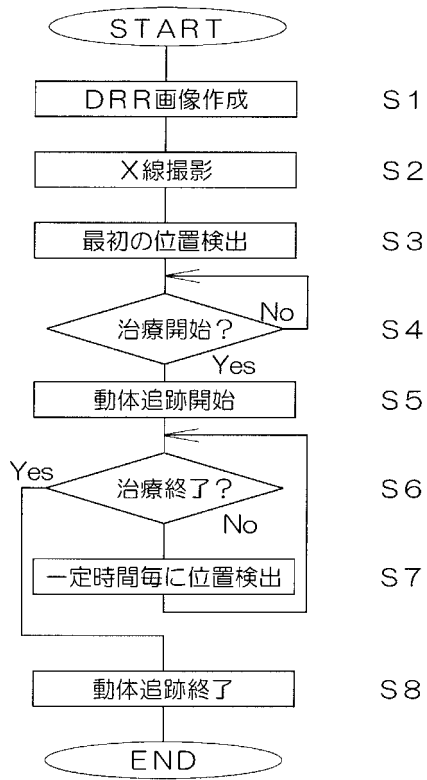 START
DRR画像作成 S1
X線撮影 S2
最初の位置検出 S3
No
治療開始? S4
Yes
動体追跡開始 S5
Yes
治療終了? S6
No
一定時間毎に位置検出 S7
動体追跡終了 S8
END